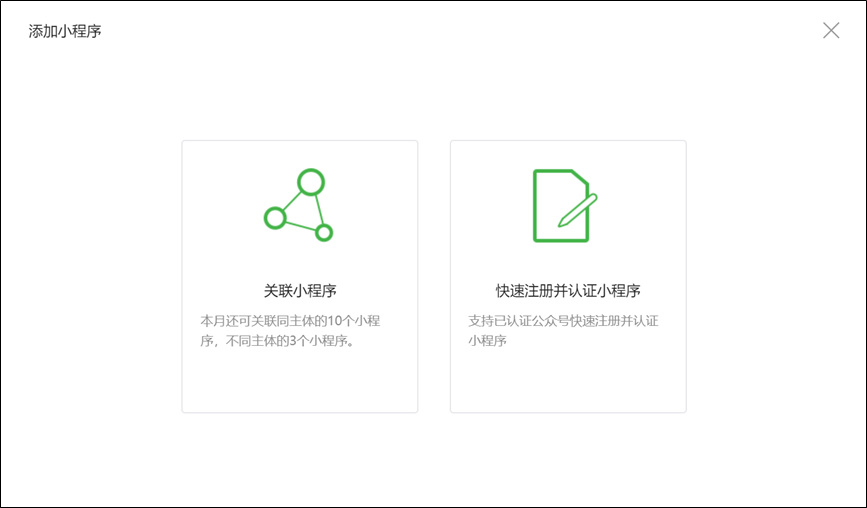 添加小程序
关联小程序
本月还可关联同主体的10个小程
序，不同主体的3个小程序。
快速注册并认证小程序
支持已认证公众号快速注册并认证
小程序